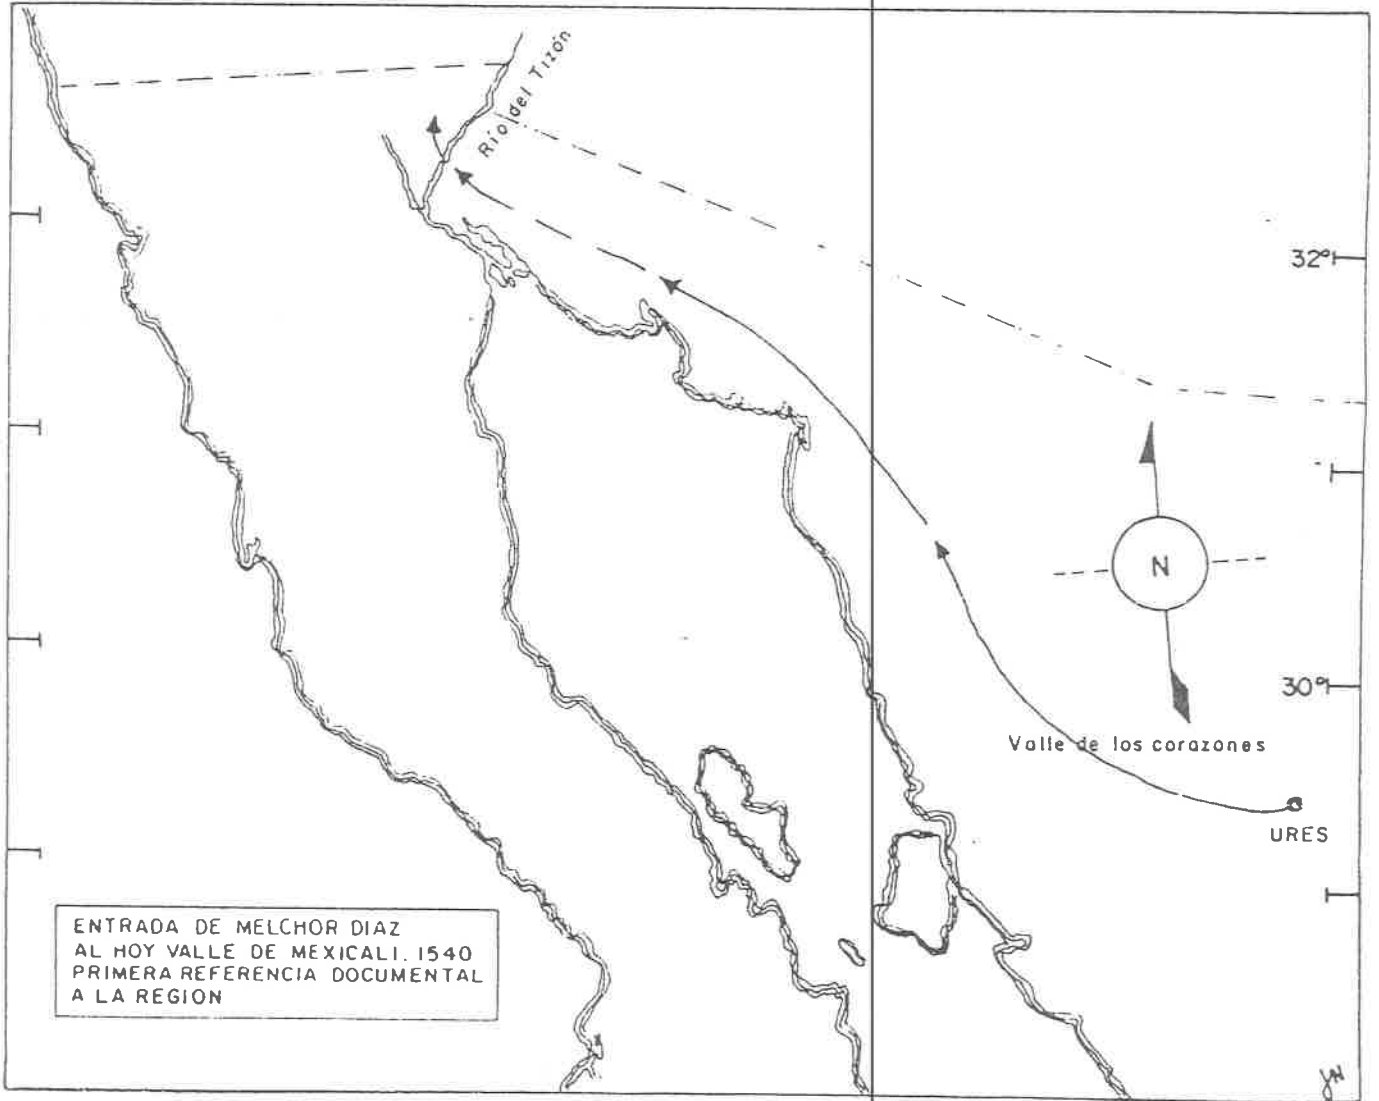 Río del Tizón
32°
N
30°
Valle de los corazones
URES
ENTRADA DE MELCHOR DIAZ
AL HOY VALLE DE MEXICALI. 1540
PRIMERA REFERENCIA DOCUMENTAL
A LA REGION